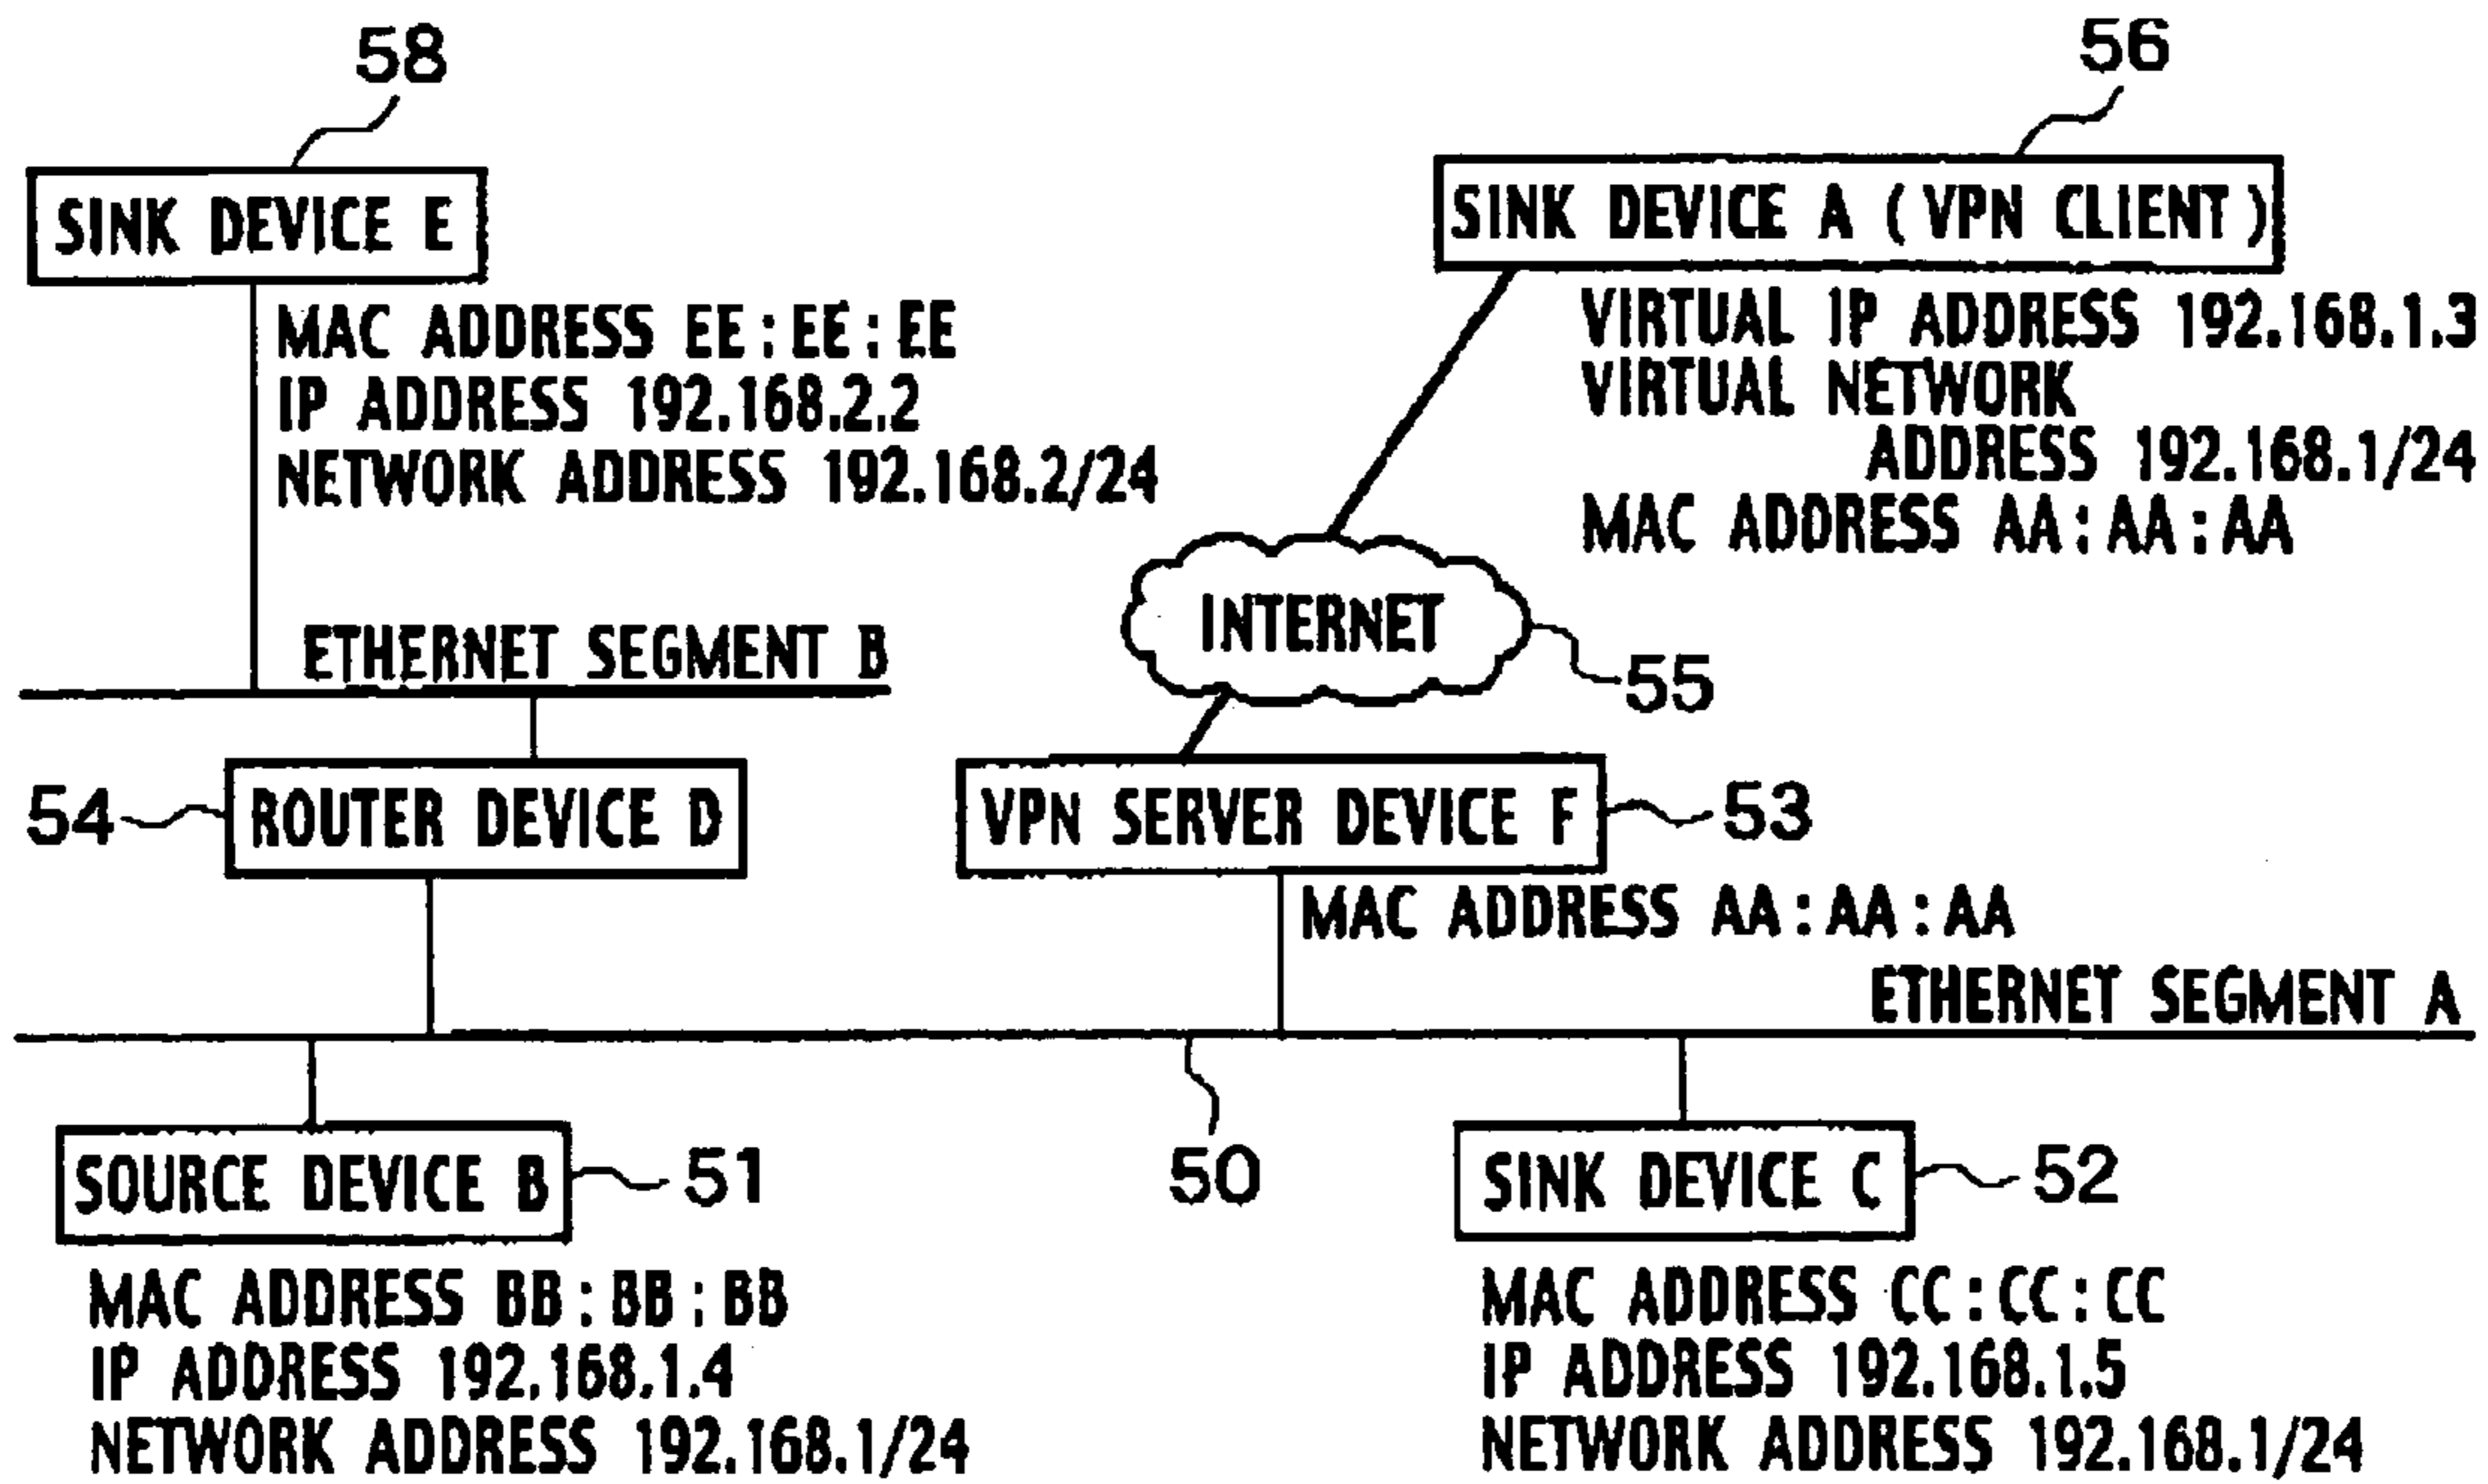 58
56
SINK DEVICE E
SINK DEVICE A ( VPN CLIENT )
MAC ADDRESS EE : EE : EE
IP ADDRESS 192.168.2.2
NETWORK ADDRESS 192.168.2/24
VIRTUAL IP ADDRESS 192.168.1.3
VIRTUAL NETWORK
ADDRESS 192.168.1/24
MAC ADDRESS AA : AA : AA
INTERNET
55
ETHERNET SEGMENT B
54
ROUTER DEVICE D
VPN SERVER DEVICE F
53
MAC ADDRESS AA : AA : AA
ETHERNET SEGMENT A
SOURCE DEVICE B
51
50
SINK DEVICE C
52
MAC ADDRESS BB : BB : BB
IP ADDRESS 192.168.1.4
NETWORK ADDRESS 192.168.1/24
MAC ADDRESS CC : CC : CC
IP ADDRESS 192.168.1.5
NETWORK ADDRESS 192.168.1/24